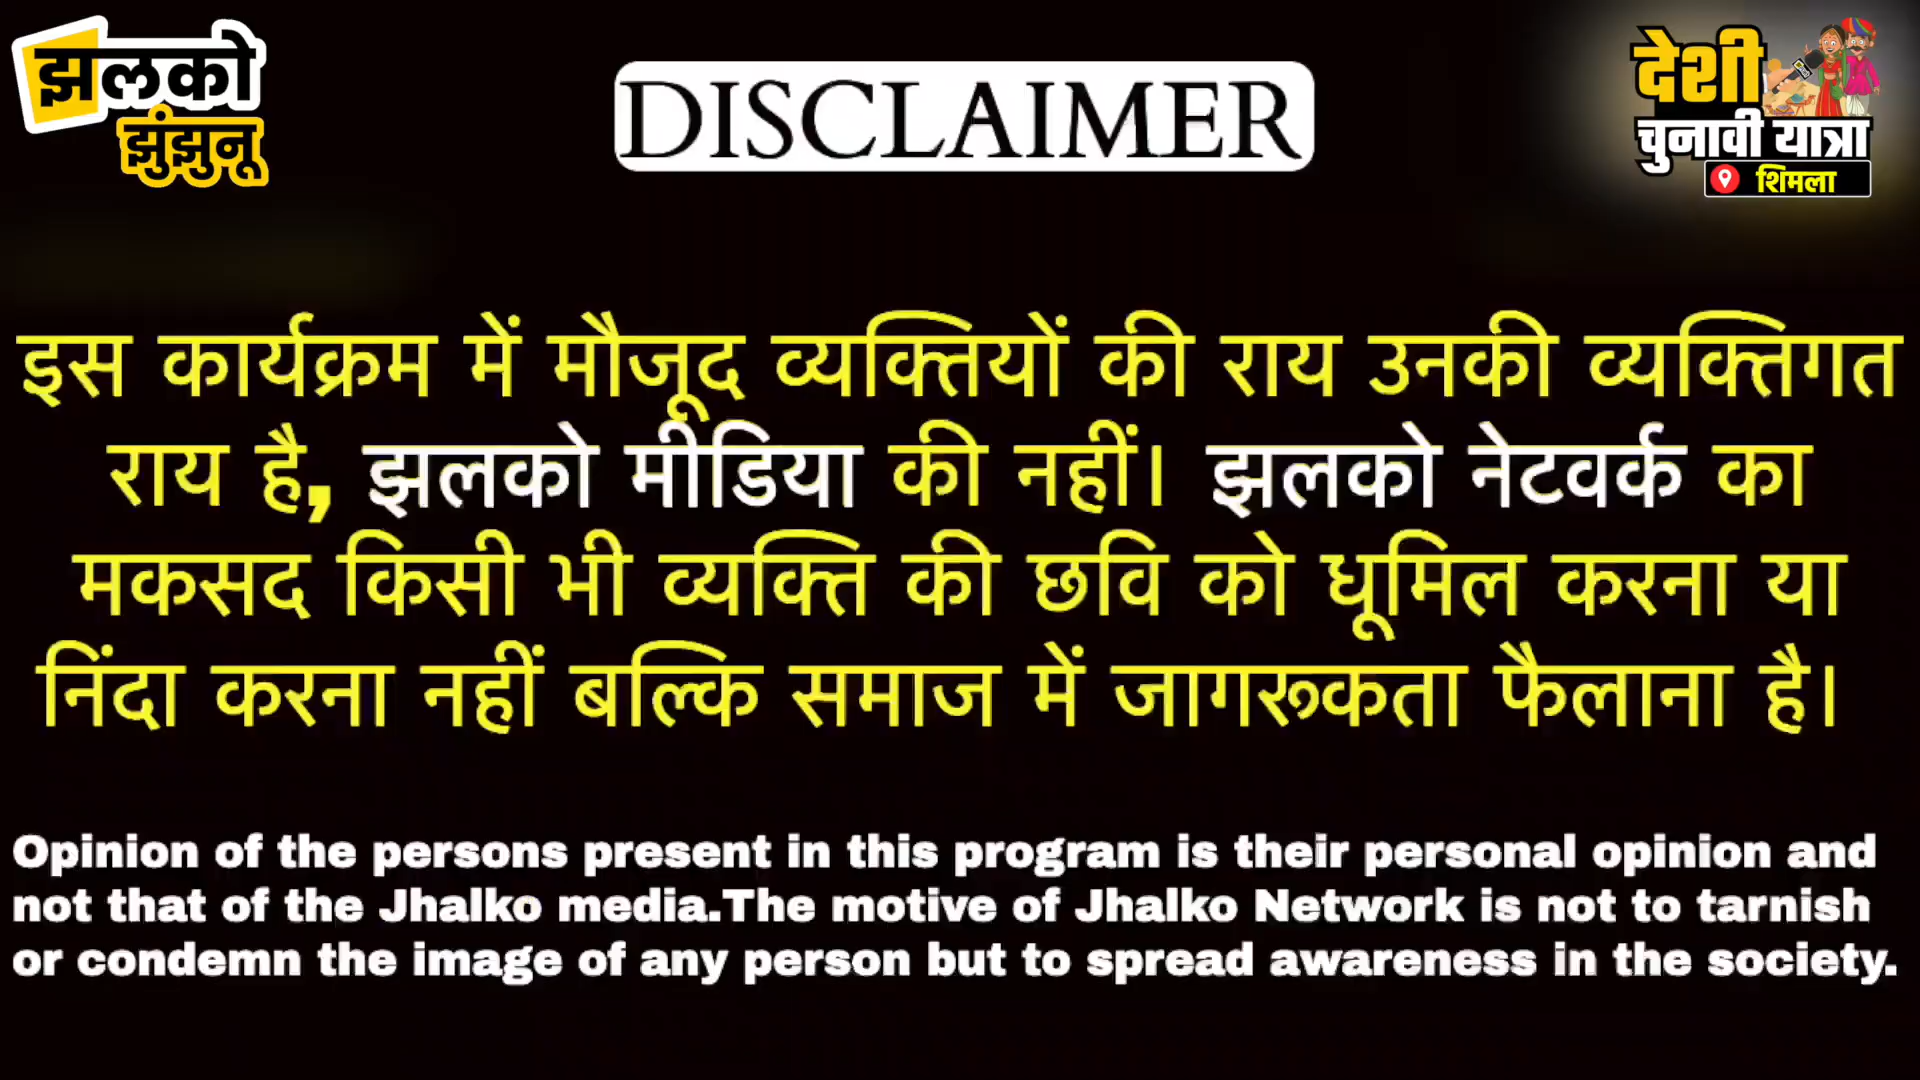 झलको
झुंझुनू
DISCLAIMER
देशी
चुनावी यात्रा
शिमला
इस कार्यक्रम में मौजूद व्यक्तियों की राय उनकी व्यक्तिगत
राय है, झलको मीडिया की नहीं। झलको नेटवर्क का
मकसद किसी भी व्यक्ति की छवि को धूमिल करना या
निंदा करना नहीं बल्कि समाज में जागरूकता फैलाना है।
Opinion of the persons present in this program is their personal opinion and
not that of the Jhalko media.The motive of Jhalko Network is not to tarnish
or condemn the image of any person but to spread awareness in the society.